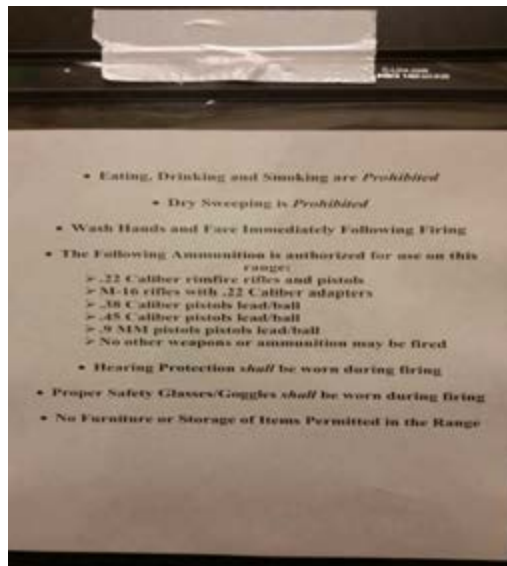 • Eating, Drinking and Smoking are Prohibited
• Dry Sweeping is Prohibited
• Wash Hands and Face Immediately Following Firing
• The Following Ammunition is authorized for use on this
range:
➢ .22 Caliber rimfire rifles and pistols
➢ M-16 rifles with .22 Caliber adapters
➢ .38 Caliber pistols lead/ball
➢ .45 Caliber pistols lead/ball
➢ .9 MM pistols pistols lead/ball
➢ No other weapons or ammunition may be fired
• Hearing Protection shall be worn during firing
• Proper Safety Glasses/Goggles shall be worn during firing
• No Furniture or Storage of Items Permitted in the Range